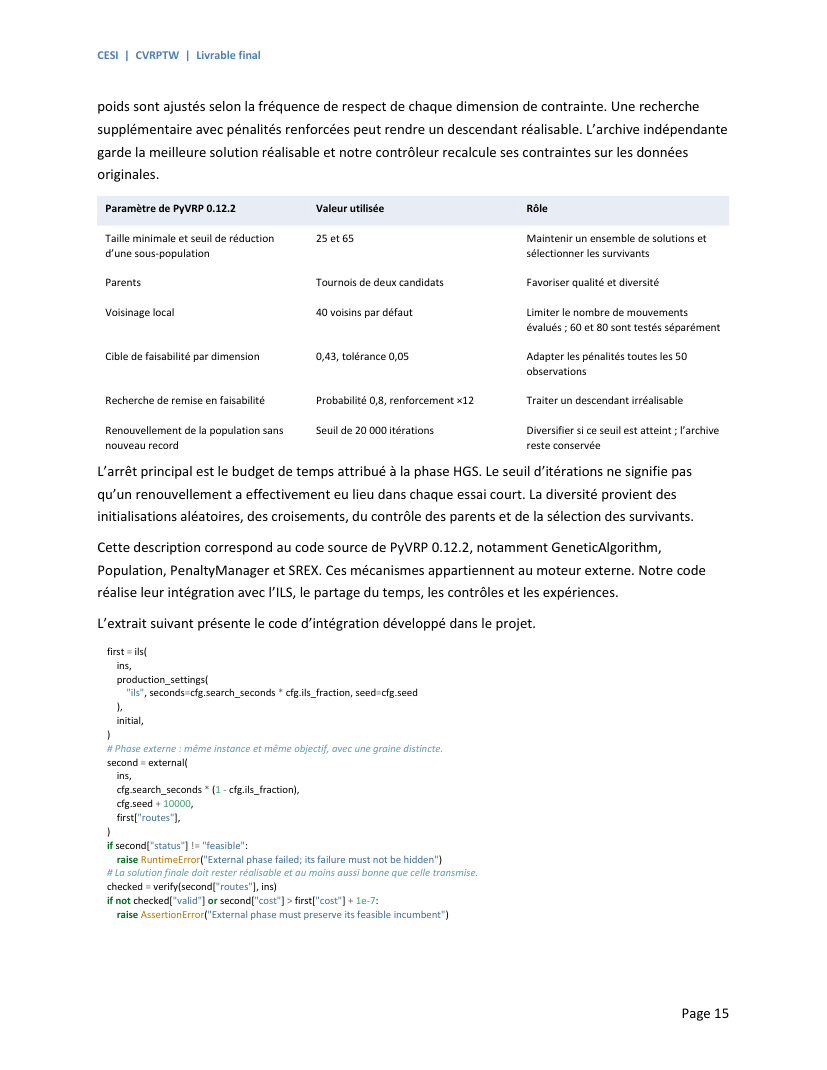 CESI | CVRPTW | Livrable final
poids sont ajustés selon la fréquence de respect de chaque dimension de contrainte. Une recherche
supplémentaire avec pénalités renforcées peut rendre un descendant réalisable. L’archive indépendante
garde la meilleure solution réalisable et notre contrôleur recalcule ses contraintes sur les données
originales.
Paramètre de PyVRP 0.12.2 Valeur utilisée Rôle
Taille minimale et seuil de réduction 25 et 65 Maintenir un ensemble de solutions et
d’une sous-population sélectionner les survivants
Parents Tournois de deux candidats Favoriser qualité et diversité
Voisinage local 40 voisins par défaut Limiter le nombre de mouvements
évalués ; 60 et 80 sont testés séparément
Cible de faisabilité par dimension 0,43, tolérance 0,05 Adapter les pénalités toutes les 50
observations
Recherche de remise en faisabilité Probabilité 0,8, renforcement ×12 Traiter un descendant irréalisable
Renouvellement de la population sans Seuil de 20 000 itérations Diversifier si ce seuil est atteint ; l’archive
nouveau record reste conservée
L’arrêt principal est le budget de temps attribué à la phase HGS. Le seuil d’itérations ne signifie pas
qu’un renouvellement a effectivement eu lieu dans chaque essai court. La diversité provient des
initialisations aléatoires, des croisements, du contrôle des parents et de la sélection des survivants.
Cette description correspond au code source de PyVRP 0.12.2, notamment GeneticAlgorithm,
Population, PenaltyManager et SREX. Ces mécanismes appartiennent au moteur externe. Notre code
réalise leur intégration avec l’ILS, le partage du temps, les contrôles et les expériences.
L’extrait suivant présente le code d’intégration développé dans le projet.
first = ils(
ins,
production_settings(
"ils", seconds=cfg.search_seconds * cfg.ils_fraction, seed=cfg.seed
),
initial,
)
# Phase externe : même instance et même objectif, avec une graine distincte.
second = external(
ins,
cfg.search_seconds * (1 - cfg.ils_fraction),
cfg.seed + 10000,
first["routes"],
)
if second["status"] != "feasible":
raise RuntimeError("External phase failed; its failure must not be hidden")
# La solution finale doit rester réalisable et au moins aussi bonne que celle transmise.
checked = verify(second["routes"], ins)
if not checked["valid"] or second["cost"] > first["cost"] + 1e-7:
raise AssertionError("External phase must preserve its feasible incumbent")
Page 15